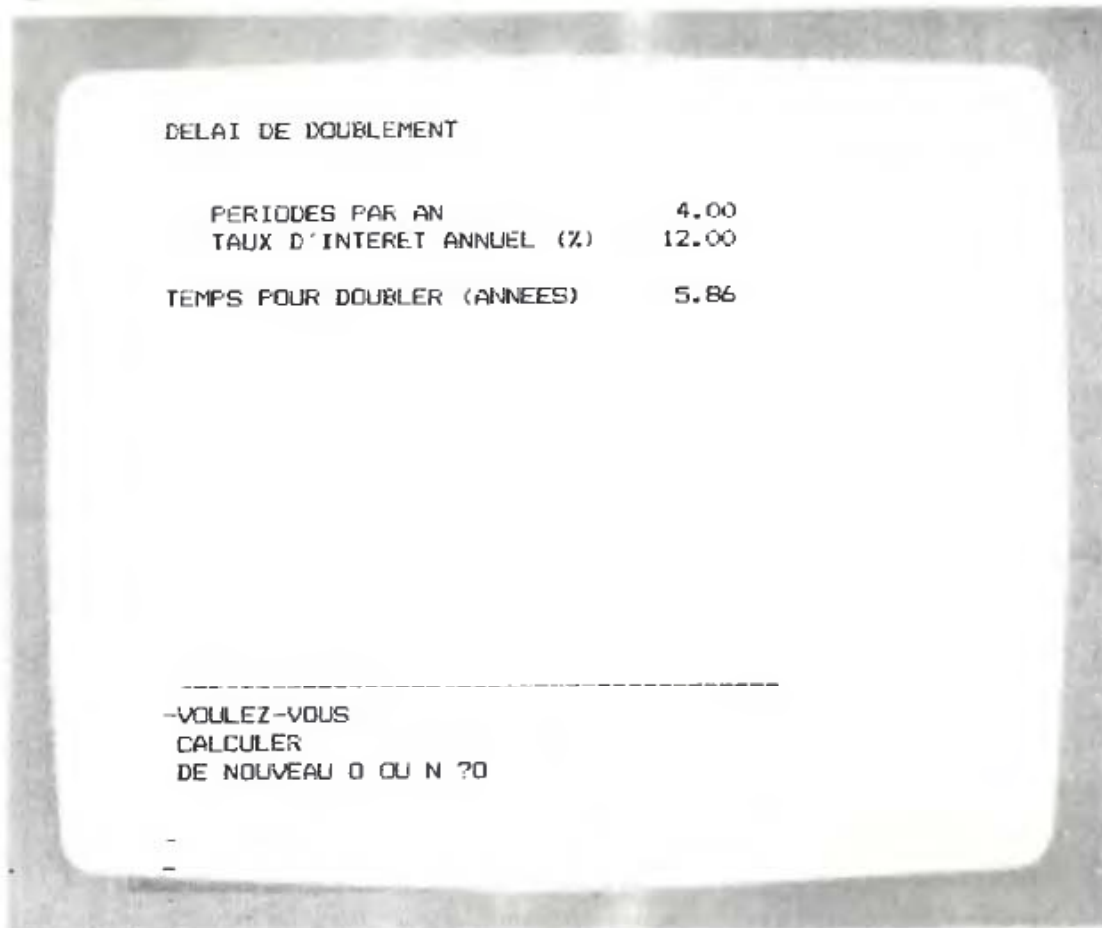 DELAI DE DOUBLEMENT
PERIODES PAR AN 4.00
TAUX D'INTERET ANNUEL (%) 12.00
TEMPS POUR DOUBLER (ANNEES) 5.86
-VOULEZ-VOUS
CALCULER
DE NOUVEAU O OU N ?O